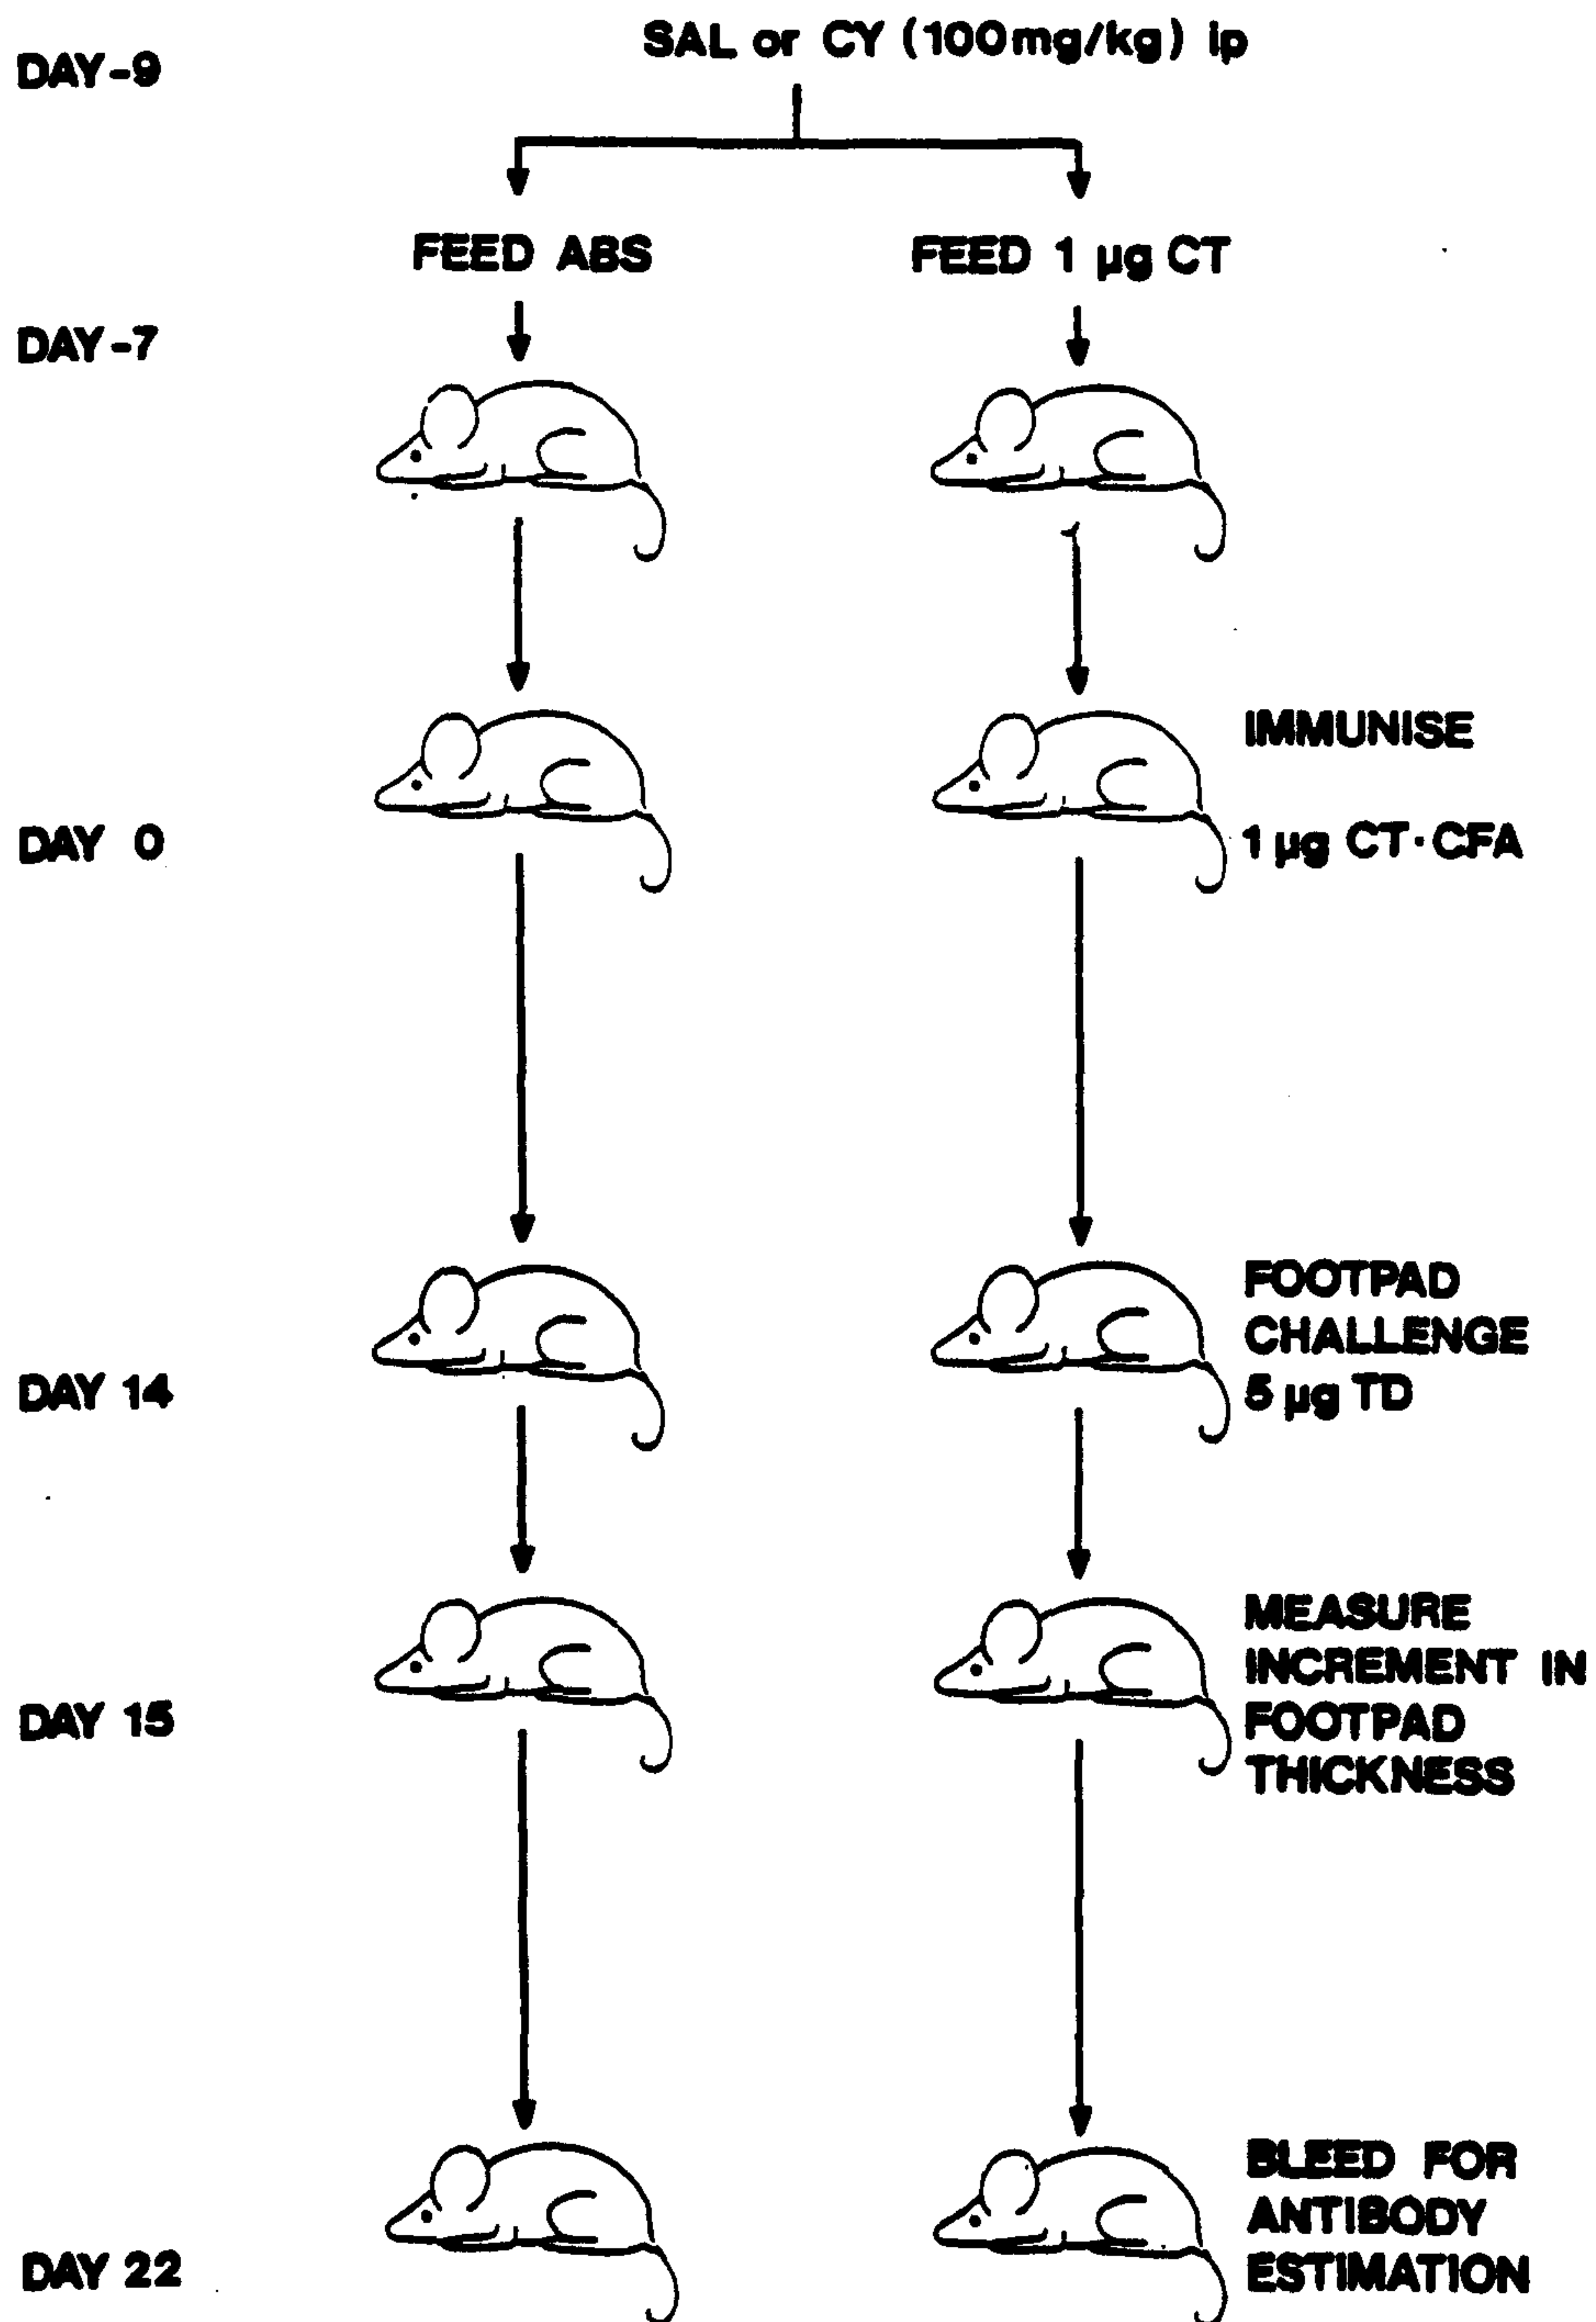 DAY-9
SAL or CY (100mg/kg) ip
FEED ABS
FEED 1 µg CT
DAY-7
IMMUNISE
DAY 0
1 µg CT·CFA
FOOTPAD
CHALLENGE
DAY 14
5 µg TD
MEASURE
INCREMENT IN
DAY 15
FOOTPAD
THICKNESS
BLEED FOR
ANTIBODY
DAY 22
ESTIMATION